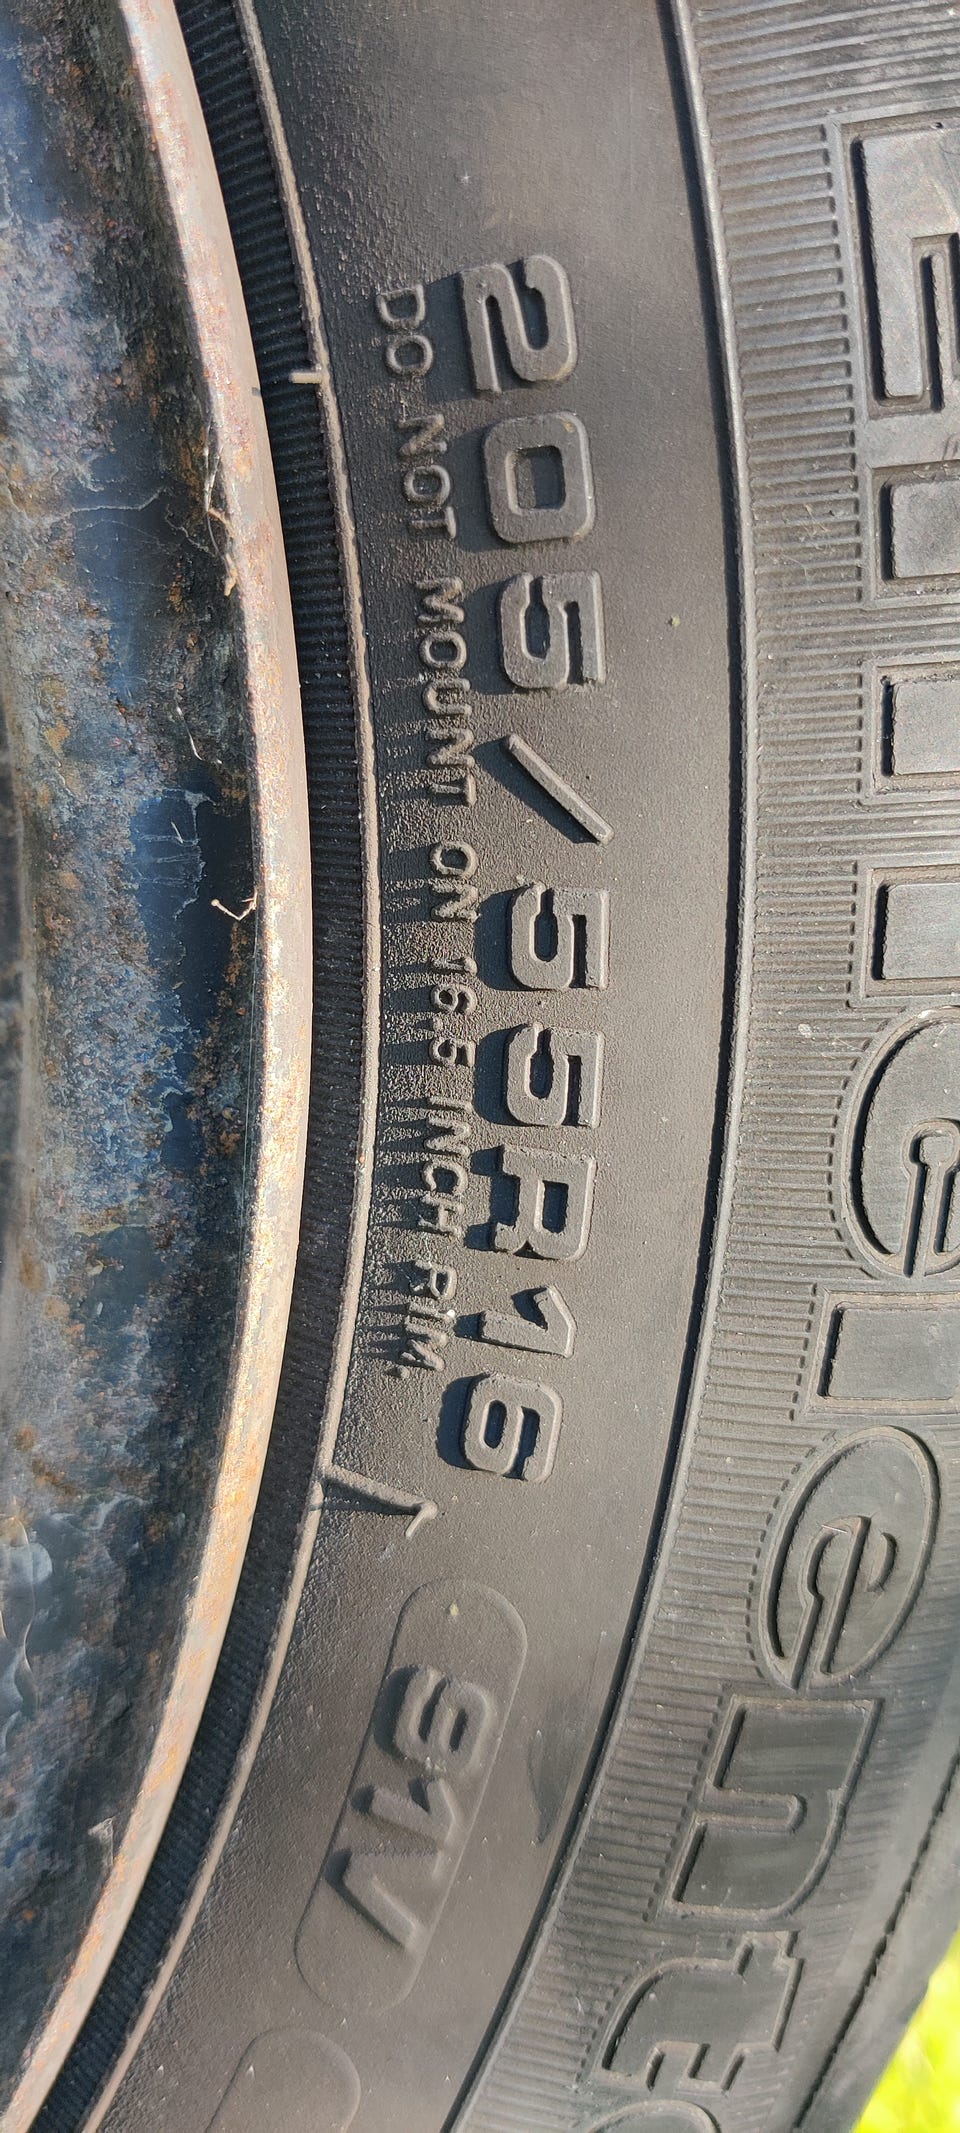 205/55R16 91V
DO NOT MOUNT ON 16.5 INCH RIM.